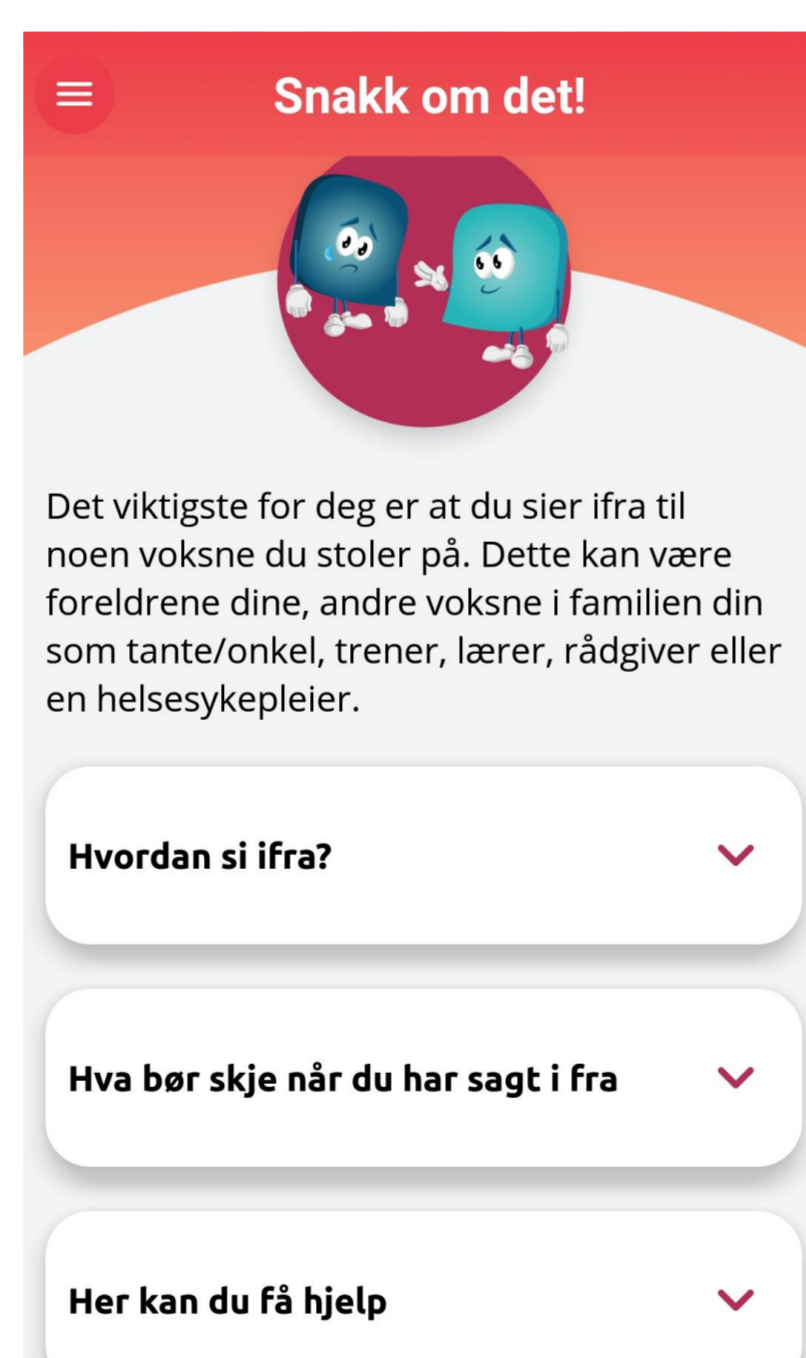 Snakk om det!
Det viktigste for deg er at du sier ifra til
noen voksne du stoler på. Dette kan være
foreldrene dine, andre voksne i familien din
som tante/onkel, trener, lærer, rådgiver eller
en helsesykepleier.
Hvordan si ifra?
Hva bør skje når du har sagt i fra
Her kan du få hjelp